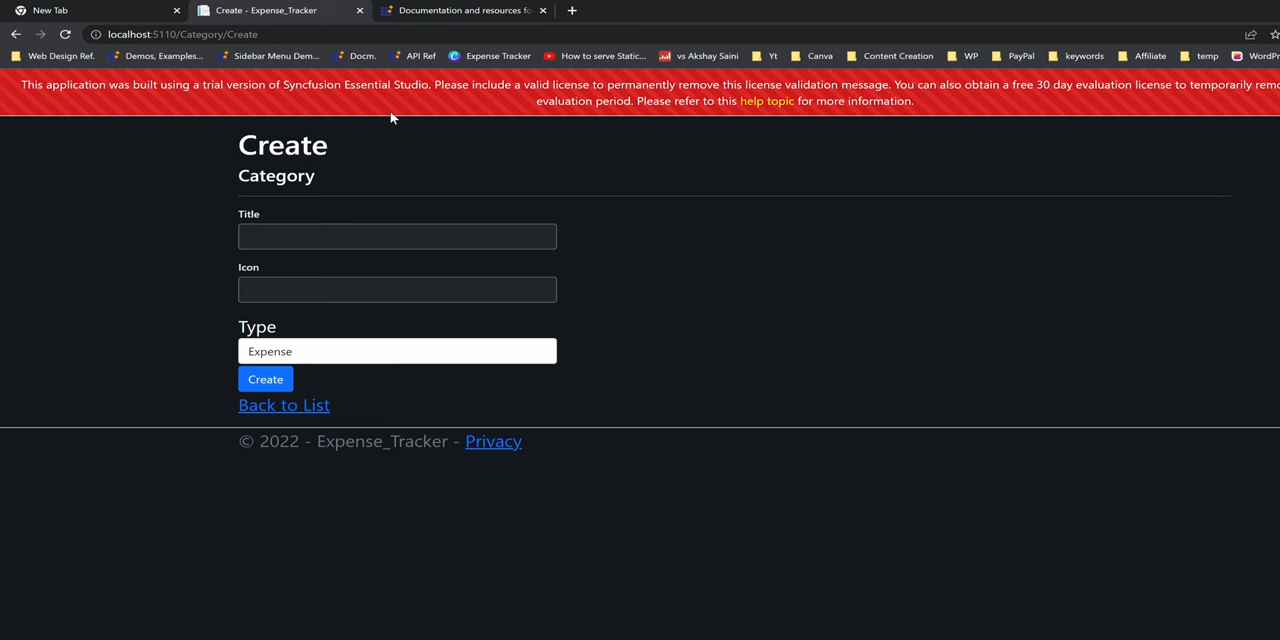 New Tab
Create - Expense_Tracker
Documentation and resources fo
localhost:5110/Category/Create
Web Design Ref.
Demos, Examples...
Sidebar Menu Dem...
Docm.
API Ref
Expense Tracker
How to serve Static...
vs Akshay Saini
Yt
Canva
Content Creation
WP
PayPal
keywords
Affiliate
temp
WordPr
This application was built using a trial version of Syncfusion Essential Studio. Please include a valid license to permanently remove this license validation message. You can also obtain a free 30 day evaluation license to temporarily remo
evaluation period. Please refer to this help topic for more information.
Create
Category
Title
Icon
Type
Expense
Create
Back to List
© 2022 - Expense_Tracker - Privacy